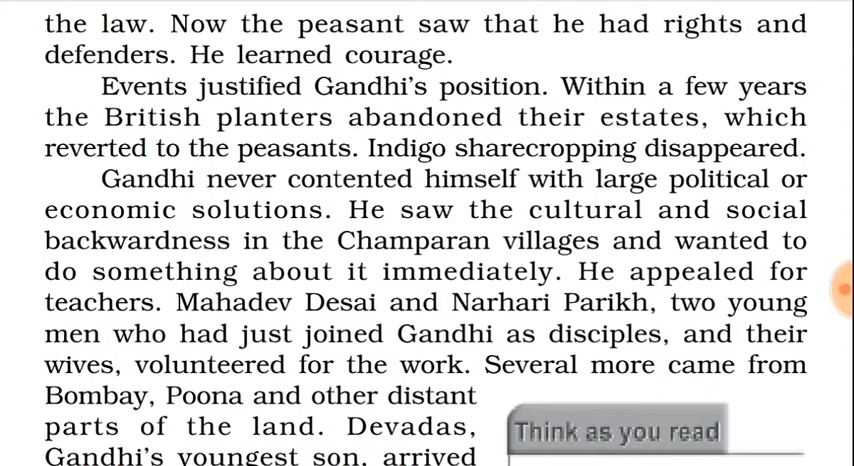 the law. Now the peasant saw that he had rights and
defenders. He learned courage.
Events justified Gandhi's position. Within a few years
the British planters abandoned their estates, which
reverted to the peasants. Indigo sharecropping disappeared.
Gandhi never contented himself with large political or
economic solutions. He saw the cultural and social
backwardness in the Champaran villages and wanted to
do something about it immediately. He appealed for
teachers. Mahadev Desai and Narhari Parikh, two young
men who had just joined Gandhi as disciples, and their
wives, volunteered for the work. Several more came from
Bombay, Poona and other distant
parts of the land. Devadas,
Gandhi's youngest son, arrived
Think as you read